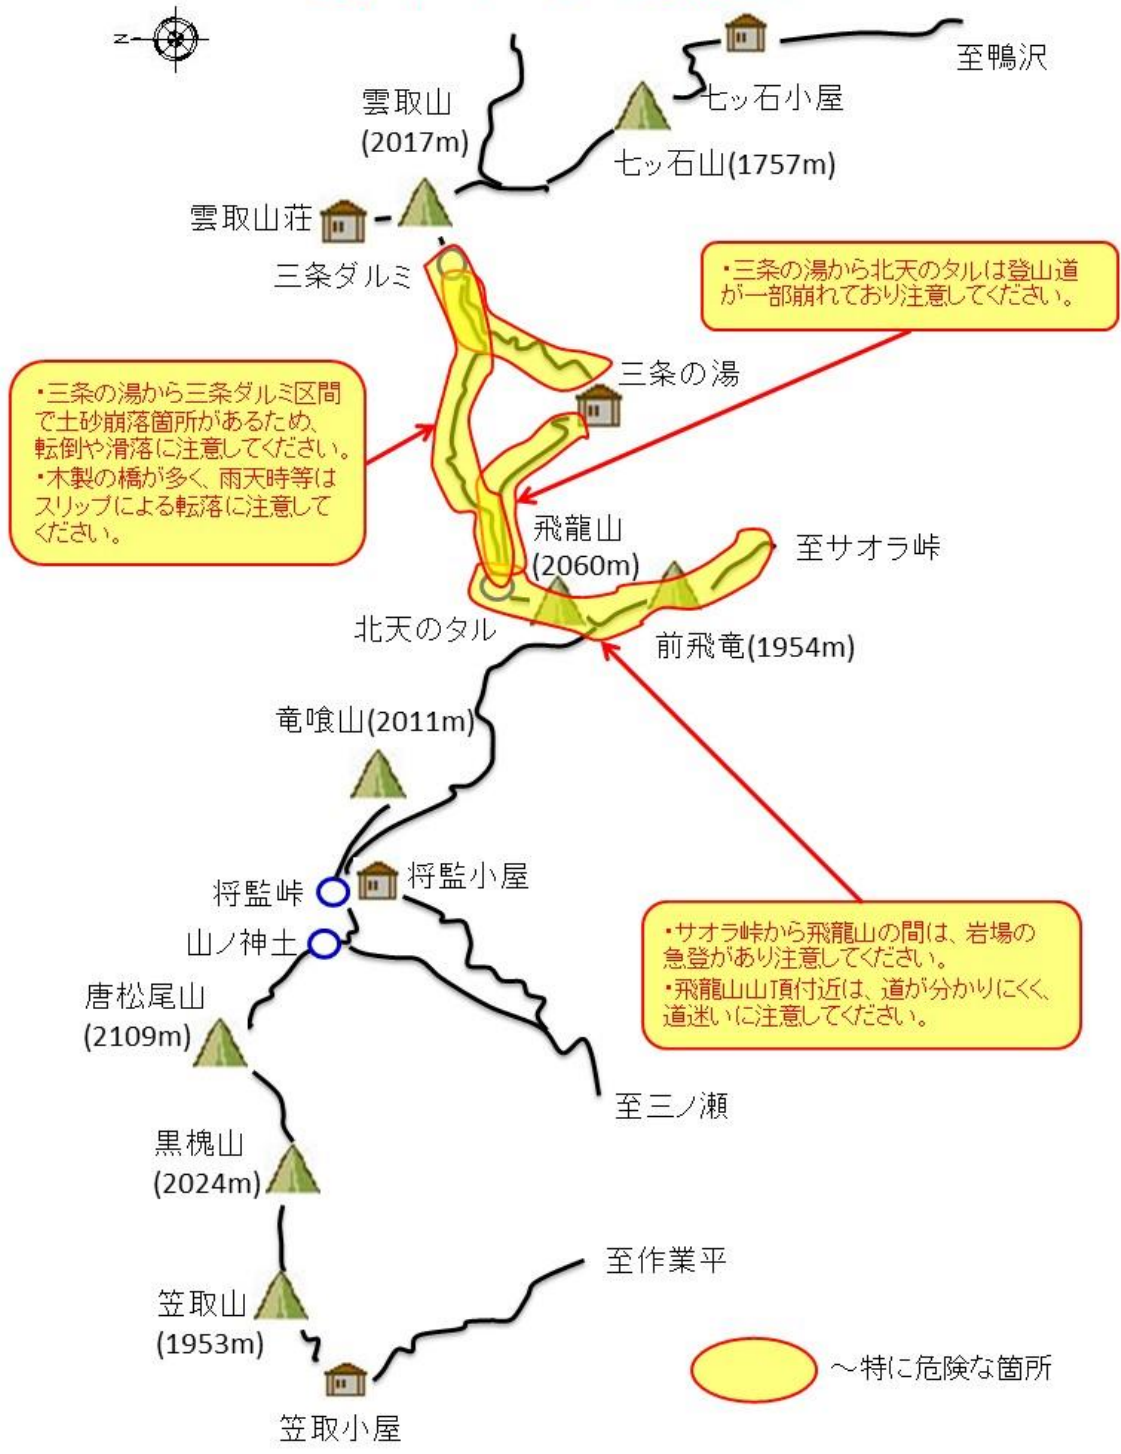 Z
至鴨沢
雲取山
(2017m)
七ッ石小屋
七ッ石山(1757m)
雲取山荘
三条ダルミ
・三条の湯から北天のタルは登山道
が一部崩れており注意してください。
三条の湯
・三条の湯から三条ダルミ区間
で土砂崩落箇所があるため、
転倒や滑落に注意してください。
・木製の橋が多く、雨天時等は
スリップによる転落に注意して
ください。
飛龍山
(2060m)
至サオラ峠
北天のタル
前飛竜(1954m)
竜喰山(2011m)
将監小屋
将監峠
山ノ神土
・サオラ峠から飛龍山の間は、岩場の
急登があり注意してください。
・飛龍山山頂付近は、道が分かりにくく、
道迷いに注意してください。
唐松尾山
(2109m)
至三ノ瀬
黒槐山
(2024m)
至作業平
笠取山
(1953m)
～特に危険な箇所
笠取小屋